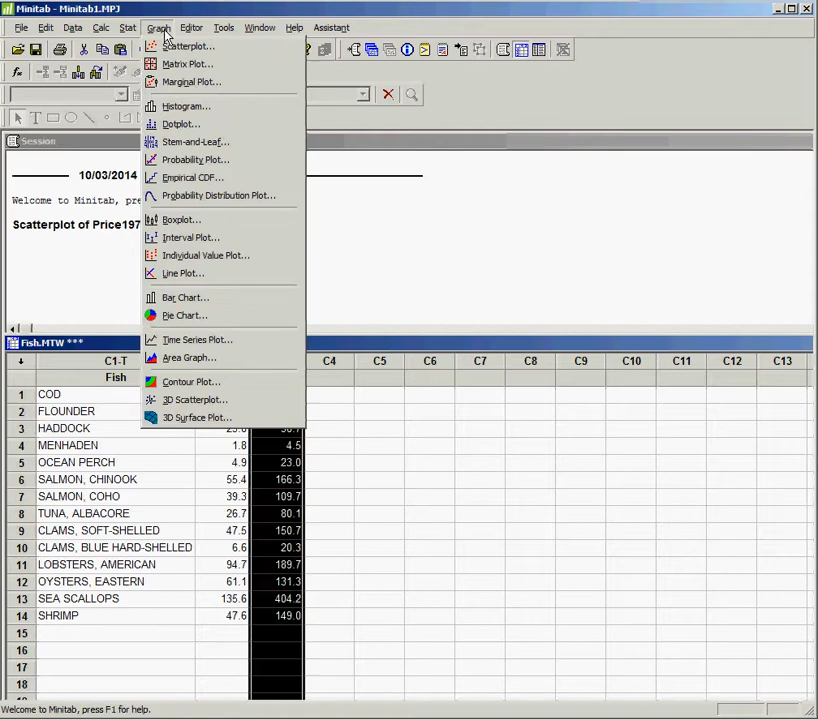 Minitab - Minitab1.MPJ
File Edit Data Calc Stat Graph Editor Tools Window Help Assistant
Scatterplot...
Matrix Plot...
Marginal Plot...
Histogram...
Dotplot...
Stem-and-Leaf...
Probability Plot...
Empirical CDF...
Probability Distribution Plot...
Boxplot...
Interval Plot...
Individual Value Plot...
Line Plot...
Bar Chart...
Pie Chart...
Time Series Plot...
Area Graph...
Contour Plot...
3D Scatterplot...
3D Surface Plot...
Session
10/03/2014
Welcome to Minitab, pre
Scatterplot of Price197
Fish.MTW ***
C1-T C4 C5 C6 C7 C8 C9 C10 C11 C12 C13
Fish
1 COD
2 FLOUNDER
3 HADDOCK
4 MENHADEN 1.8 4.5
5 OCEAN PERCH 4.9 23.0
6 SALMON, CHINOOK 55.4 166.3
7 SALMON, COHO 39.3 109.7
8 TUNA, ALBACORE 26.7 80.1
9 CLAMS, SOFT-SHELLED 47.5 150.7
10 CLAMS, BLUE HARD-SHELLED 6.6 20.3
11 LOBSTERS, AMERICAN 94.7 189.7
12 OYSTERS, EASTERN 61.1 131.3
13 SEA SCALLOPS 135.6 404.2
14 SHRIMP 47.6 149.0
15
16
17
18
Welcome to Minitab, press F1 for help.